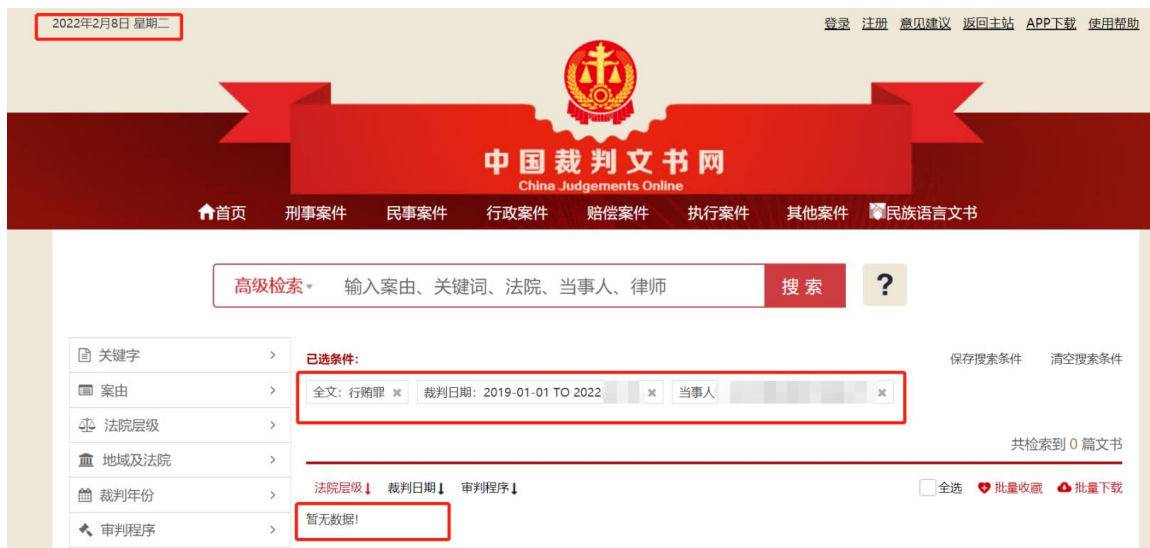 2022年2月8日 星期二
登录 注册 意见建议 返回主站 APP下载 使用帮助
中国裁判文书网
China Judgements Online
首页 刑事案件 民事案件 行政案件 赔偿案件 执行案件 其他案件 民族语言文书
高级检索 输入案由、关键词、法院、当事人、律师 搜索 ?
关键字
案由
法院层级
地域及法院
裁判年份
审判程序
已选条件:
保存搜索条件 清空搜索条件
全文: 行贿罪 × 裁判日期: 2019-01-01 TO 2022 × 当事人 ×
共检索到 0 篇文书
法院层级 裁判日期 审判程序
全选 批量收藏 批量下载
暂无数据!